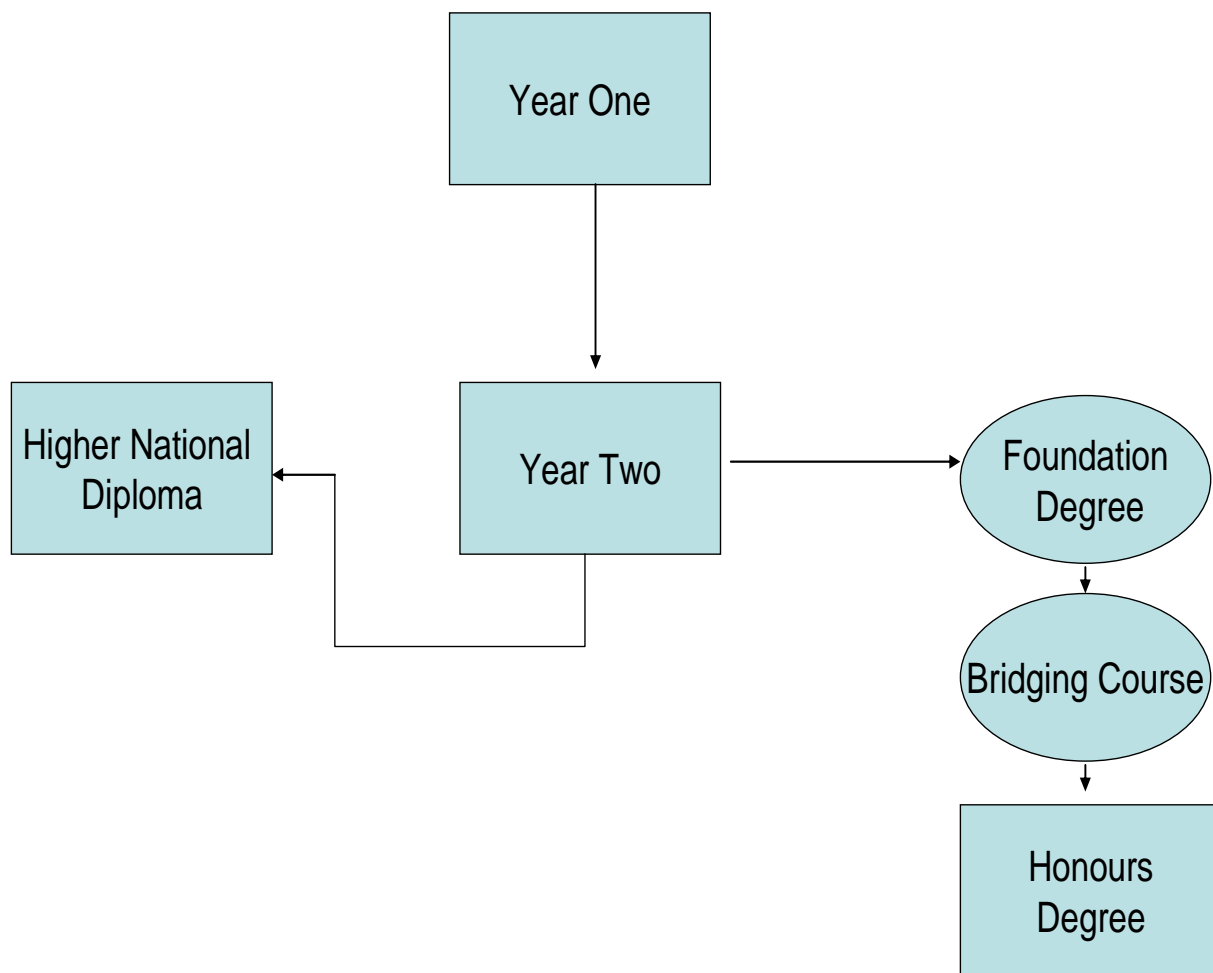 Year One
Higher National
Diploma
Year Two
Foundation
Degree
Bridging Course
Honours
Degree